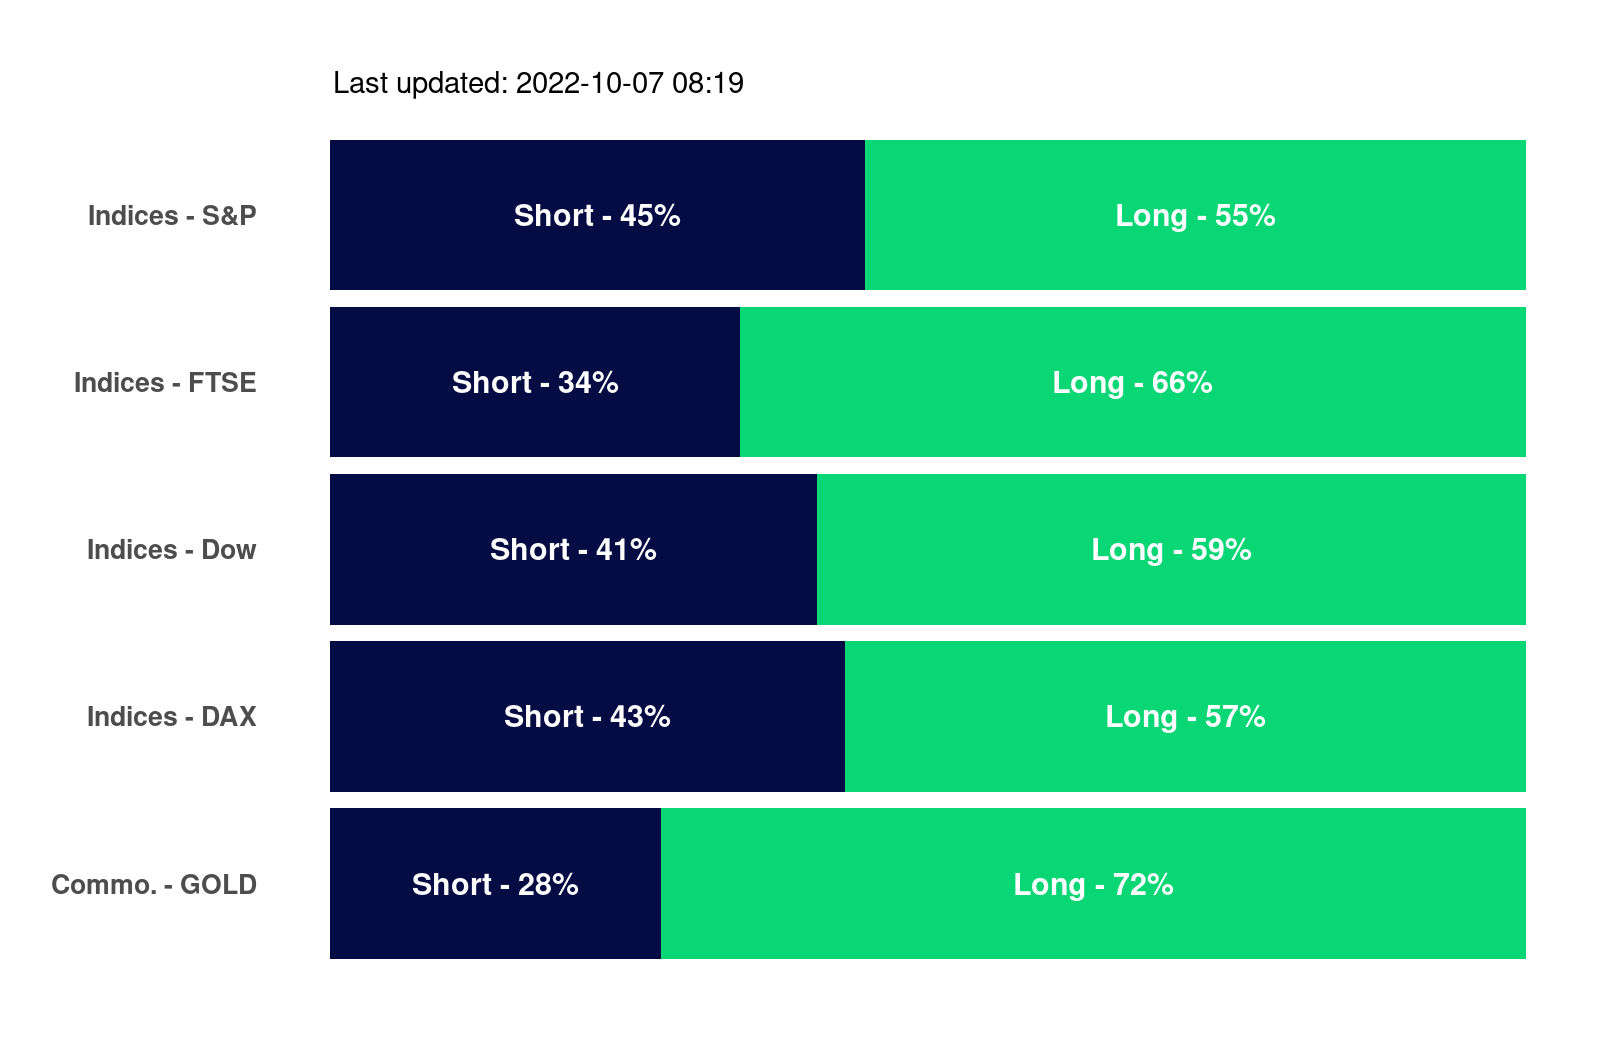 Last updated: 2022-10-07 08:19
Indices - S&P Short - 45% Long - 55%
Indices - FTSE Short - 34% Long - 66%
Indices - Dow Short - 41% Long - 59%
Indices - DAX Short - 43% Long - 57%
Commo. - GOLD Short - 28% Long - 72%